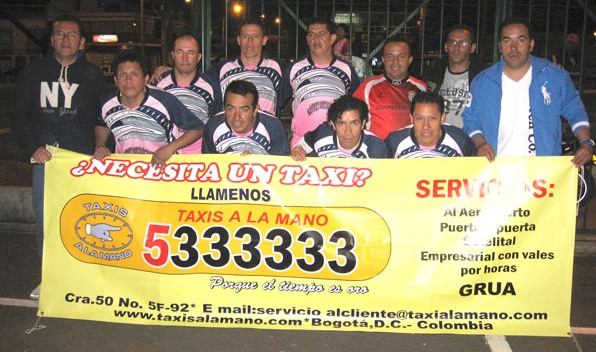 NY
¿NECESITA UN TAXI?
LLAMENOS
TAXIS A LA MANO
5333333
Porque el tiempo es oro
TAXIS
ALAMANO
SERVICIOS:
Al Aeropuerto
Puerta a puerta
Satelital
Empresarial con vales
por horas
GRUA
Cra.50 No. 5F-92* E mail:servicio alcliente@taxialamano.com
www.taxisalamano.com*Bogotá,D.C.- Colombia